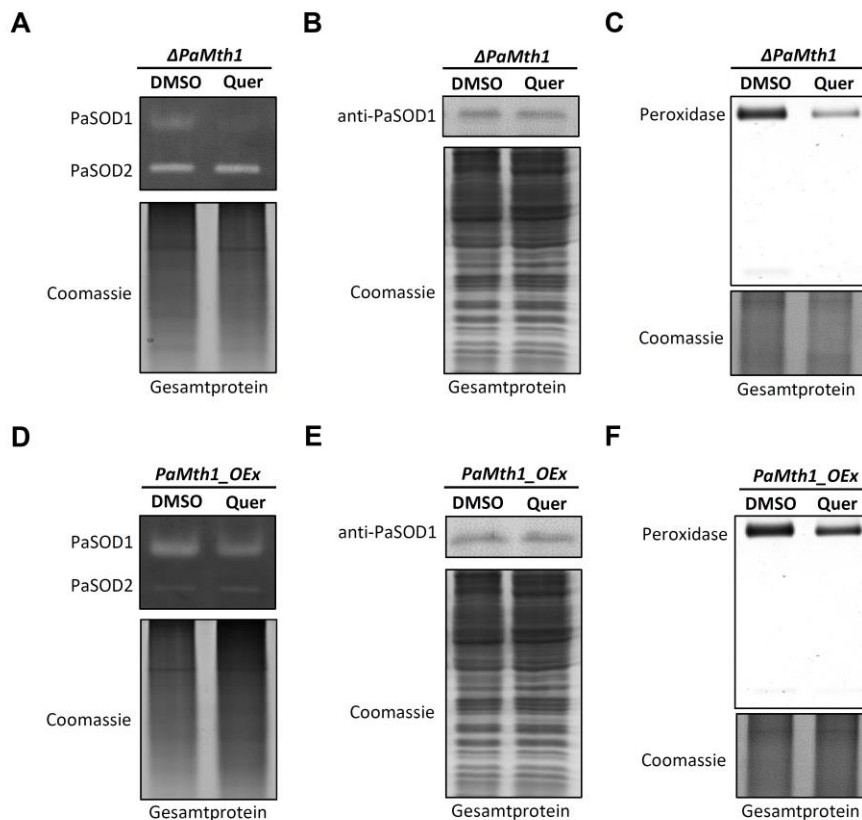 A
ΔPaMth1
DMSO Quer
PaSOD1
PaSOD2
Coomassie
Gesamtprotein
B
ΔPaMth1
DMSO Quer
anti-PaSOD1
Coomassie
Gesamtprotein
C
ΔPaMth1
DMSO Quer
Peroxidase
Coomassie
Gesamtprotein
D
PaMth1_OEx
DMSO Quer
PaSOD1
PaSOD2
Coomassie
Gesamtprotein
E
PaMth1_OEx
DMSO Quer
anti-PaSOD1
Coomassie
Gesamtprotein
F
PaMth1_OEx
DMSO Quer
Peroxidase
Coomassie
Gesamtprotein